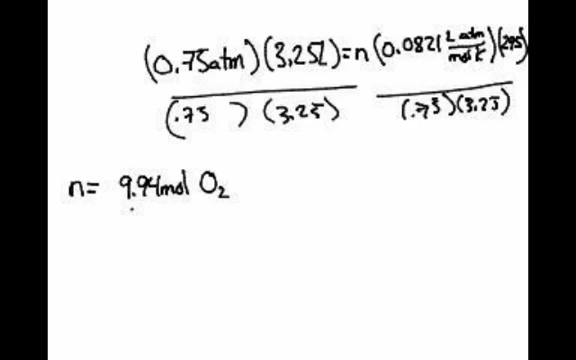 (0.75atm)(3.25L)=n(0.0821 L atm/mol K)(295)
(.75 ) (3.25) (.75)(3.25)
n= 9.94mol O₂